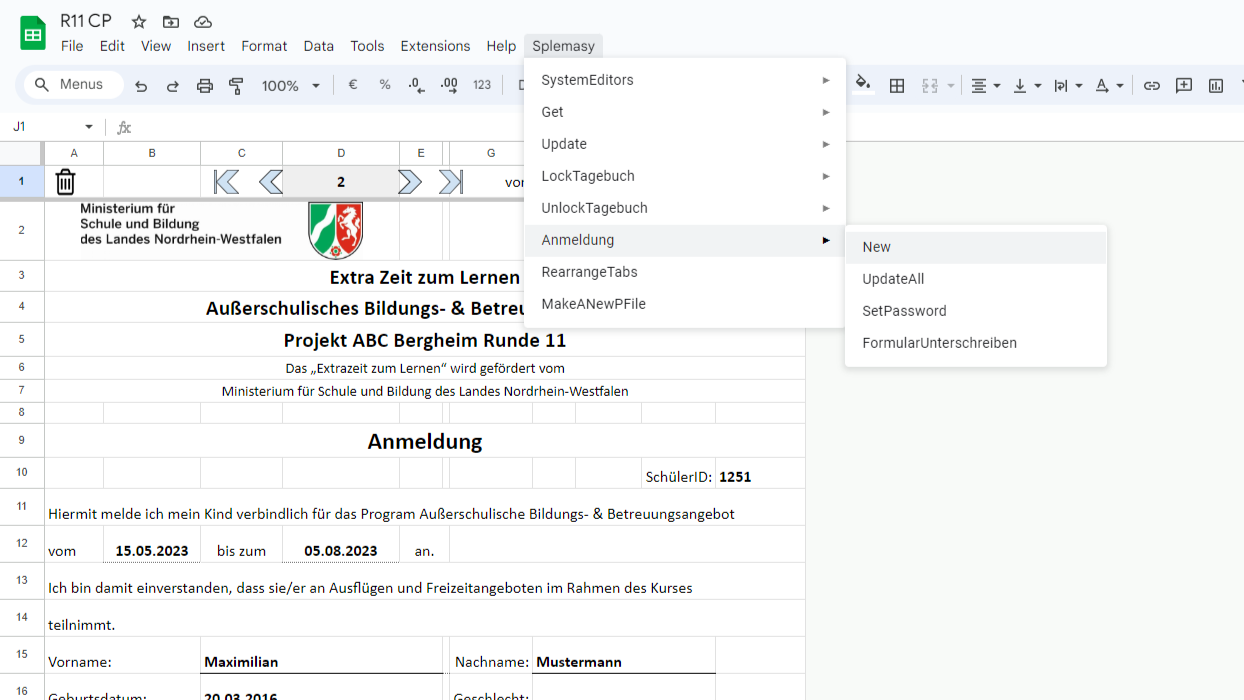 R11 CP
File Edit View Insert Format Data Tools Extensions Help Splemasy
Menus 100% € % .0 .00 123
J1 fx
SystemEditors
Get
Update
LockTagebuch
UnlockTagebuch
Anmeldung
RearrangeTabs
MakeANewPFile
New
UpdateAll
SetPassword
FormularUnterschreiben
A B C D E G
1 2
2 Ministerium für
Schule und Bildung
des Landes Nordrhein-Westfalen
3 Extra Zeit zum Lernen
4 Außerschulisches Bildungs- &
5 Projekt ABC Bergheim Runde 11
6 Das „Extrazeit zum Lernen“ wird gefördert vom
7 Ministerium für Schule und Bildung des Landes Nordrhein-Westfalen
8
9 Anmeldung
10 SchülerID: 1251
11 Hiermit melde ich mein Kind verbindlich für das Program Außerschulische Bildungs- & Betreuungsangebot
12 vom 15.05.2023 bis zum 05.08.2023 an.
13 Ich bin damit einverstanden, dass sie/er an Ausflügen und Freizeitangeboten im Rahmen des Kurses
14 teilnimmt.
15 Vorname: Maximilian Nachname: Mustermann
16 Geburtsdatum: 20.03.2016 Geschlecht: